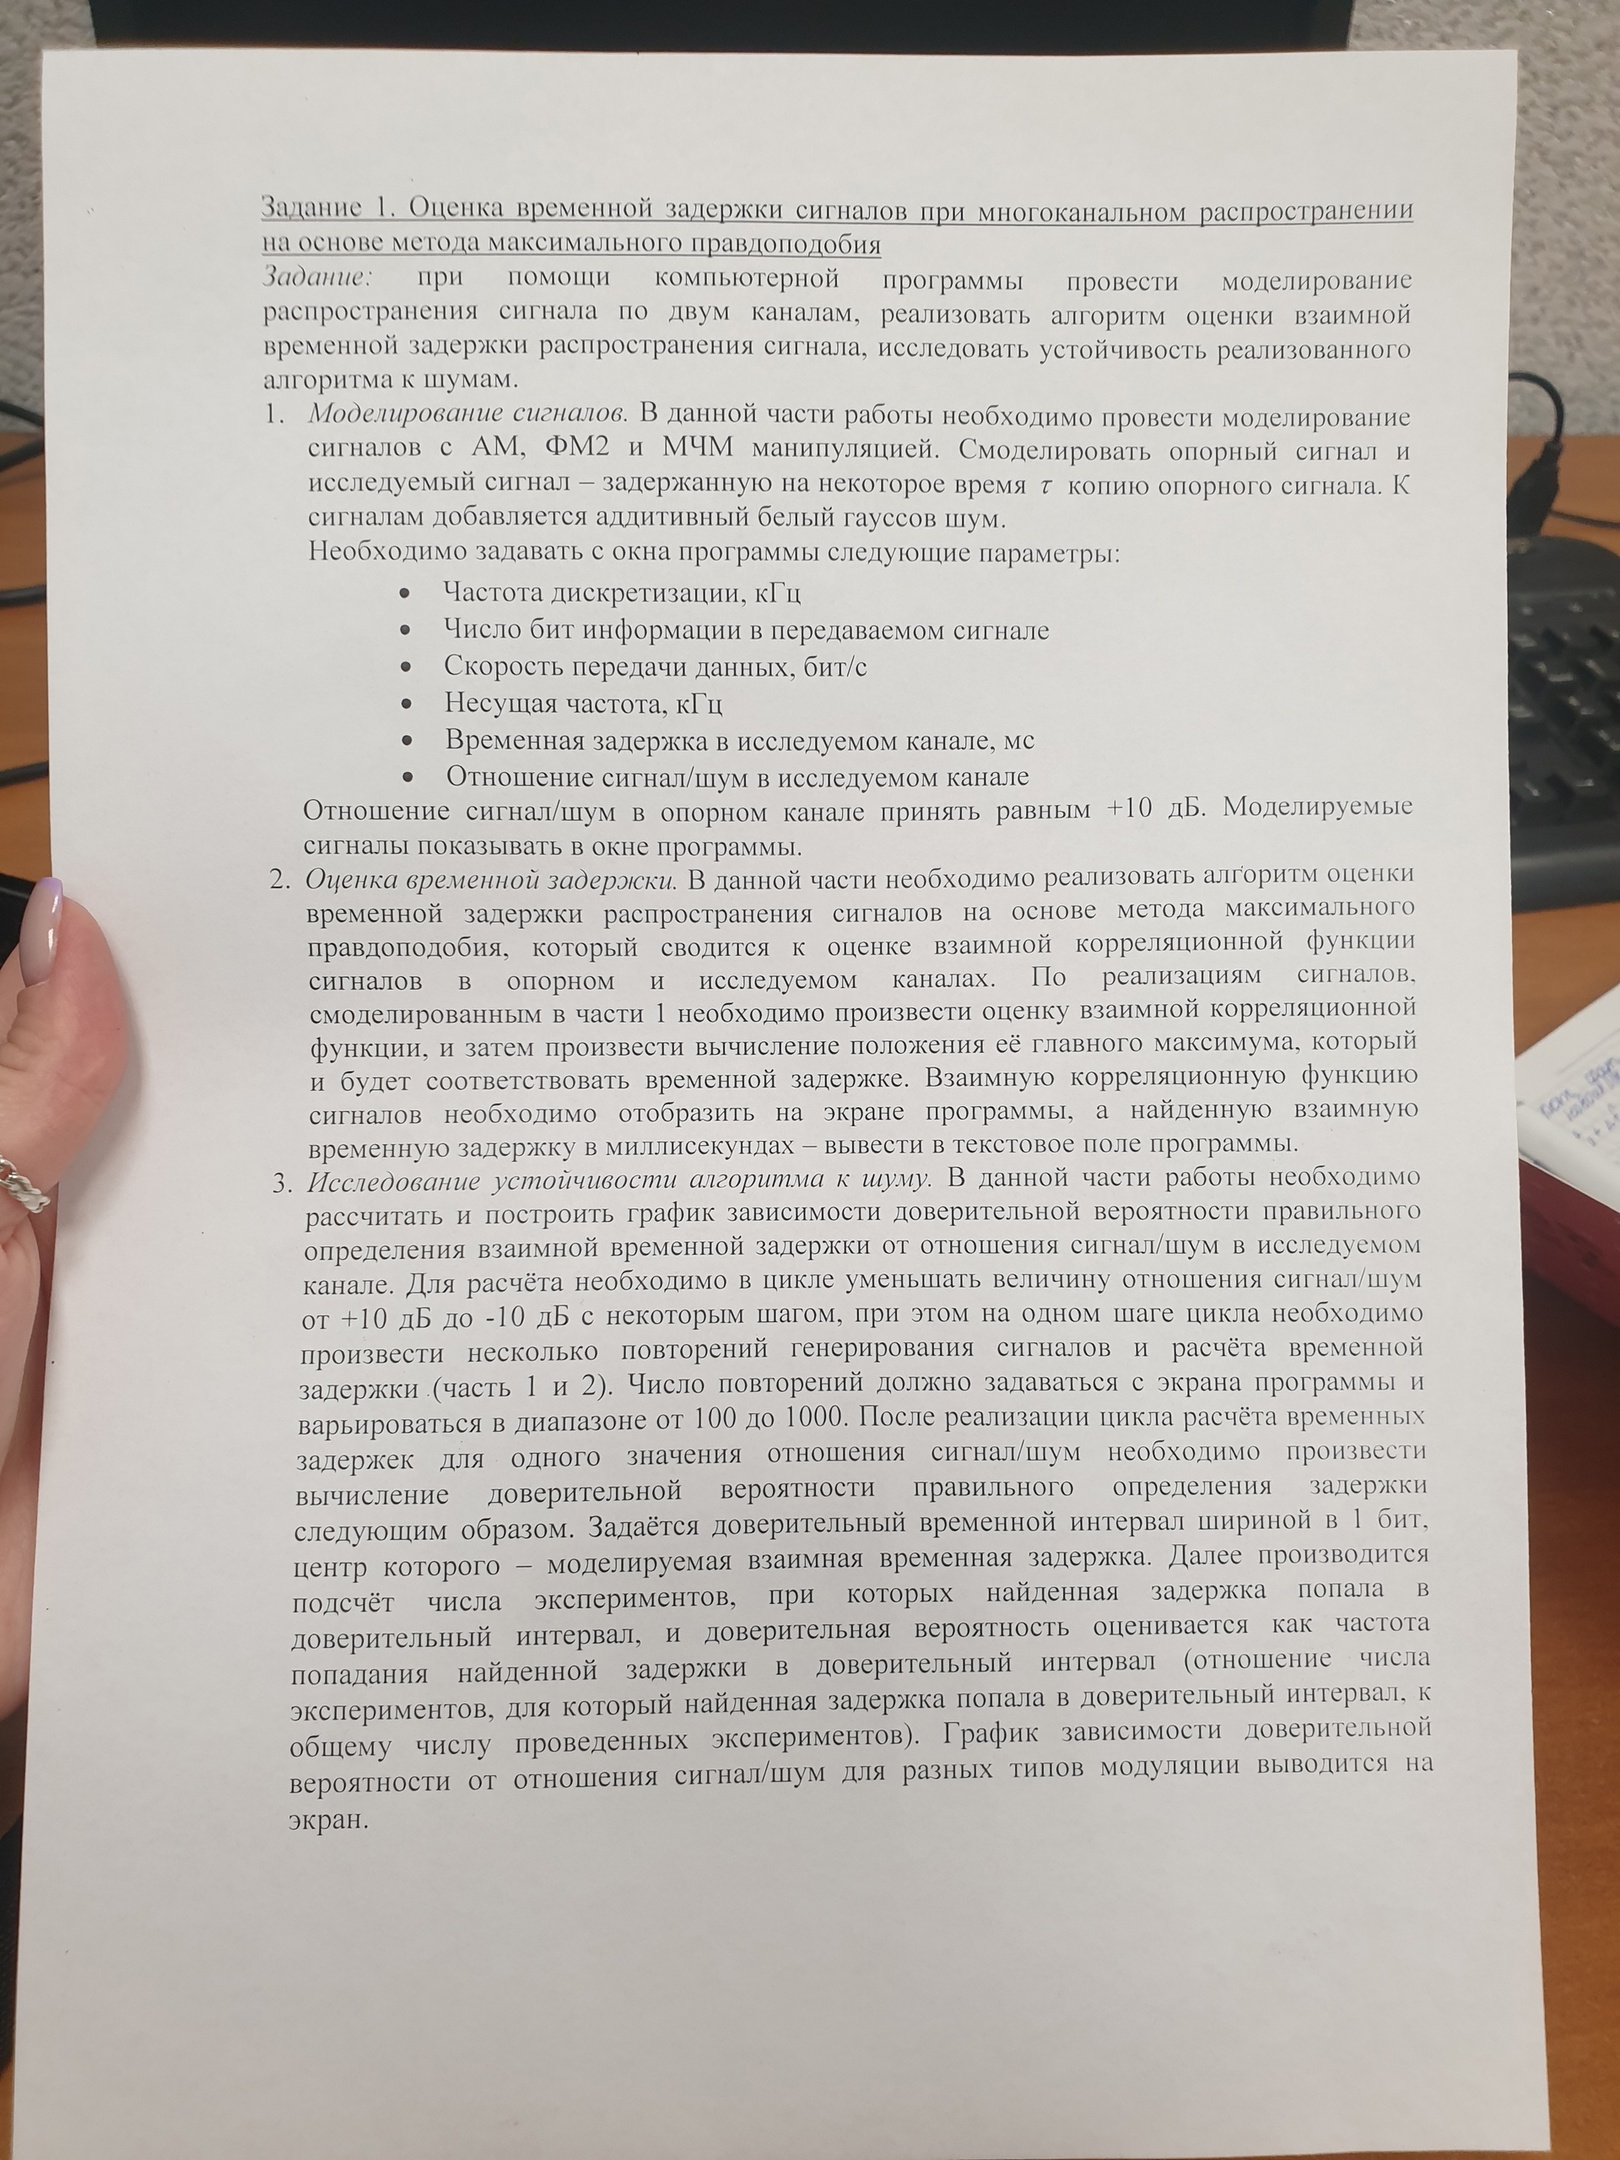 Задание 1. Оценка временной задержки сигналов при многоканальном распространении
на основе метода максимального правдоподобия
Задание: при помощи компьютерной программы провести моделирование
распространения сигнала по двум каналам, реализовать алгоритм оценки взаимной
временной задержки распространения сигнала, исследовать устойчивость реализованного
алгоритма к шумам.
1. Моделирование сигналов. В данной части работы необходимо провести моделирование
сигналов с АМ, ФМ2 и МЧМ манипуляцией. Смоделировать опорный сигнал и
исследуемый сигнал – задержанную на некоторое время τ копию опорного сигнала. К
сигналам добавляется аддитивный белый гауссов шум.
Необходимо задавать с окна программы следующие параметры:
• Частота дискретизации, кГц
• Число бит информации в передаваемом сигнале
• Скорость передачи данных, бит/с
• Несущая частота, кГц
• Временная задержка в исследуемом канале, мс
• Отношение сигнал/шум в исследуемом канале
Отношение сигнал/шум в опорном канале принять равным +10 дБ. Моделируемые
сигналы показывать в окне программы.
2. Оценка временной задержки. В данной части необходимо реализовать алгоритм оценки
временной задержки распространения сигналов на основе метода максимального
правдоподобия, который сводится к оценке взаимной корреляционной функции
сигналов в опорном и исследуемом каналах. По реализациям сигналов,
смоделированным в части 1 необходимо произвести оценку взаимной корреляционной
функции, и затем произвести вычисление положения её главного максимума, который
и будет соответствовать временной задержке. Взаимную корреляционную функцию
сигналов необходимо отобразить на экране программы, а найденную взаимную
временную задержку в миллисекундах – вывести в текстовое поле программы.
3. Исследование устойчивости алгоритма к шуму. В данной части работы необходимо
рассчитать и построить график зависимости доверительной вероятности правильного
определения взаимной временной задержки от отношения сигнал/шум в исследуемом
канале. Для расчёта необходимо в цикле уменьшать величину отношения сигнал/шум
от +10 дБ до -10 дБ с некоторым шагом, при этом на одном шаге цикла необходимо
произвести несколько повторений генерирования сигналов и расчёта временной
задержки (часть 1 и 2). Число повторений должно задаваться с экрана программы и
варьироваться в диапазоне от 100 до 1000. После реализации цикла расчёта временных
задержек для одного значения отношения сигнал/шум необходимо произвести
вычисление доверительной вероятности правильного определения задержки
следующим образом. Задаётся доверительный временной интервал шириной в 1 бит,
центр которого – моделируемая взаимная временная задержка. Далее производится
подсчёт числа экспериментов, при которых найденная задержка попала в
доверительный интервал, и доверительная вероятность оценивается как частота
попадания найденной задержки в доверительный интервал (отношение числа
экспериментов, для который найденная задержка попала в доверительный интервал, к
общему числу проведенных экспериментов). График зависимости доверительной
вероятности от отношения сигнал/шум для разных типов модуляции выводится на
экран.